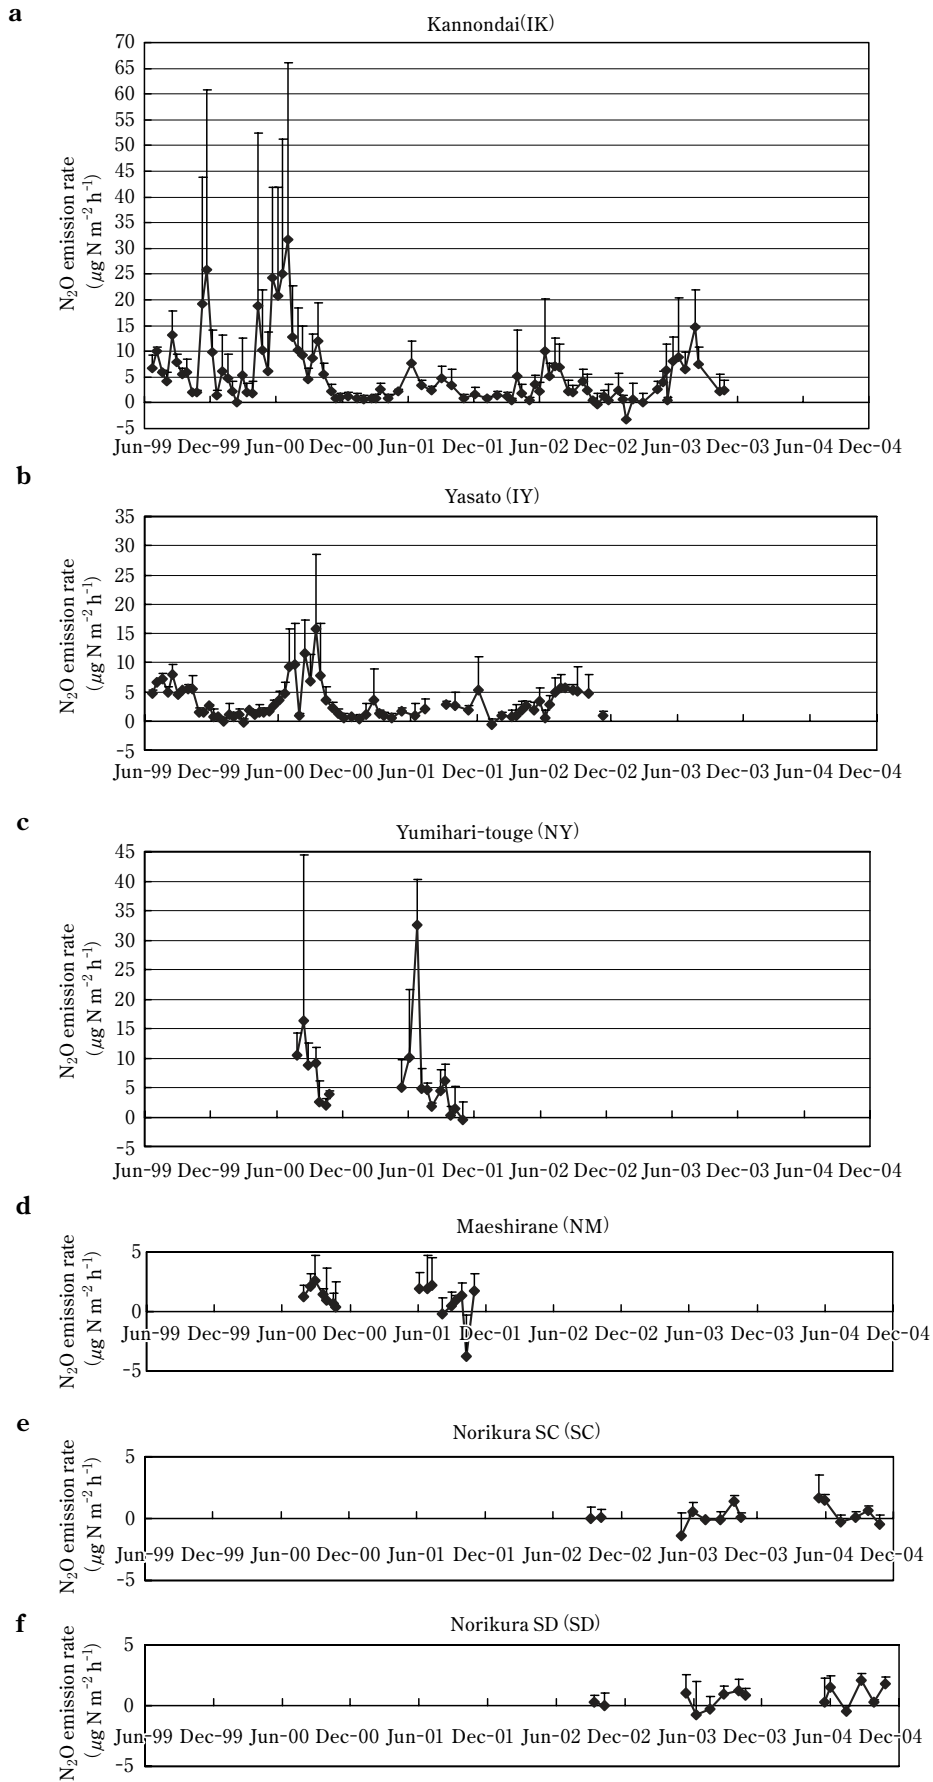 a
Kannondai(IK)
70
65
60
55
50
45
40
35
30
25
20
15
10
5
0
-5
N₂O emission rate
(μg N m⁻² h⁻¹)
Jun-99 Dec-99 Jun-00 Dec-00 Jun-01 Dec-01 Jun-02 Dec-02 Jun-03 Dec-03 Jun-04 Dec-04
b
Yasato (IY)
35
30
25
20
15
10
5
0
-5
N₂O emission rate
(μg N m⁻² h⁻¹)
Jun-99 Dec-99 Jun-00 Dec-00 Jun-01 Dec-01 Jun-02 Dec-02 Jun-03 Dec-03 Jun-04 Dec-04
c
Yumihari-touge (NY)
45
40
35
30
25
20
15
10
5
0
-5
N₂O emission rate
(μg N m⁻² h⁻¹)
Jun-99 Dec-99 Jun-00 Dec-00 Jun-01 Dec-01 Jun-02 Dec-02 Jun-03 Dec-03 Jun-04 Dec-04
d
Maeshirane (NM)
5
0
-5
N₂O emission rate
(μg N m⁻² h⁻¹)
Jun-99 Dec-99 Jun-00 Dec-00 Jun-01 Dec-01 Jun-02 Dec-02 Jun-03 Dec-03 Jun-04 Dec-04
e
Norikura SC (SC)
5
0
-5
N₂O emission rate
(μg N m⁻² h⁻¹)
Jun-99 Dec-99 Jun-00 Dec-00 Jun-01 Dec-01 Jun-02 Dec-02 Jun-03 Dec-03 Jun-04 Dec-04
f
Norikura SD (SD)
5
0
-5
N₂O emission rate
(μg N m⁻² h⁻¹)
Jun-99 Dec-99 Jun-00 Dec-00 Jun-01 Dec-01 Jun-02 Dec-02 Jun-03 Dec-03 Jun-04 Dec-04